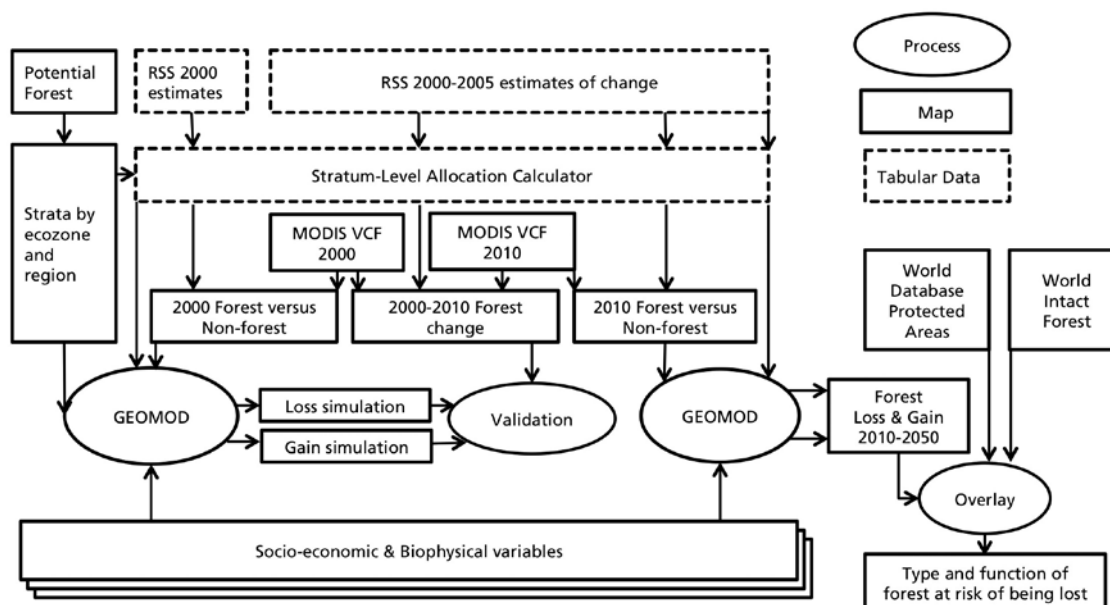 Potential
Forest
RSS 2000
estimates
RSS 2000-2005 estimates of change
Process
Map
Tabular Data
Stratum-Level Allocation Calculator
Strata by
ecozone
and
region
MODIS VCF
2000
MODIS VCF
2010
2000 Forest versus
Non-forest
2000-2010 Forest
change
2010 Forest versus
Non-forest
World
Database
Protected
Areas
World
Intact
Forest
GEOMOD
Loss simulation
Gain simulation
Validation
GEOMOD
Forest
Loss & Gain
2010-2050
Overlay
Socio-economic & Biophysical variables
Type and function of
forest at risk of being lost